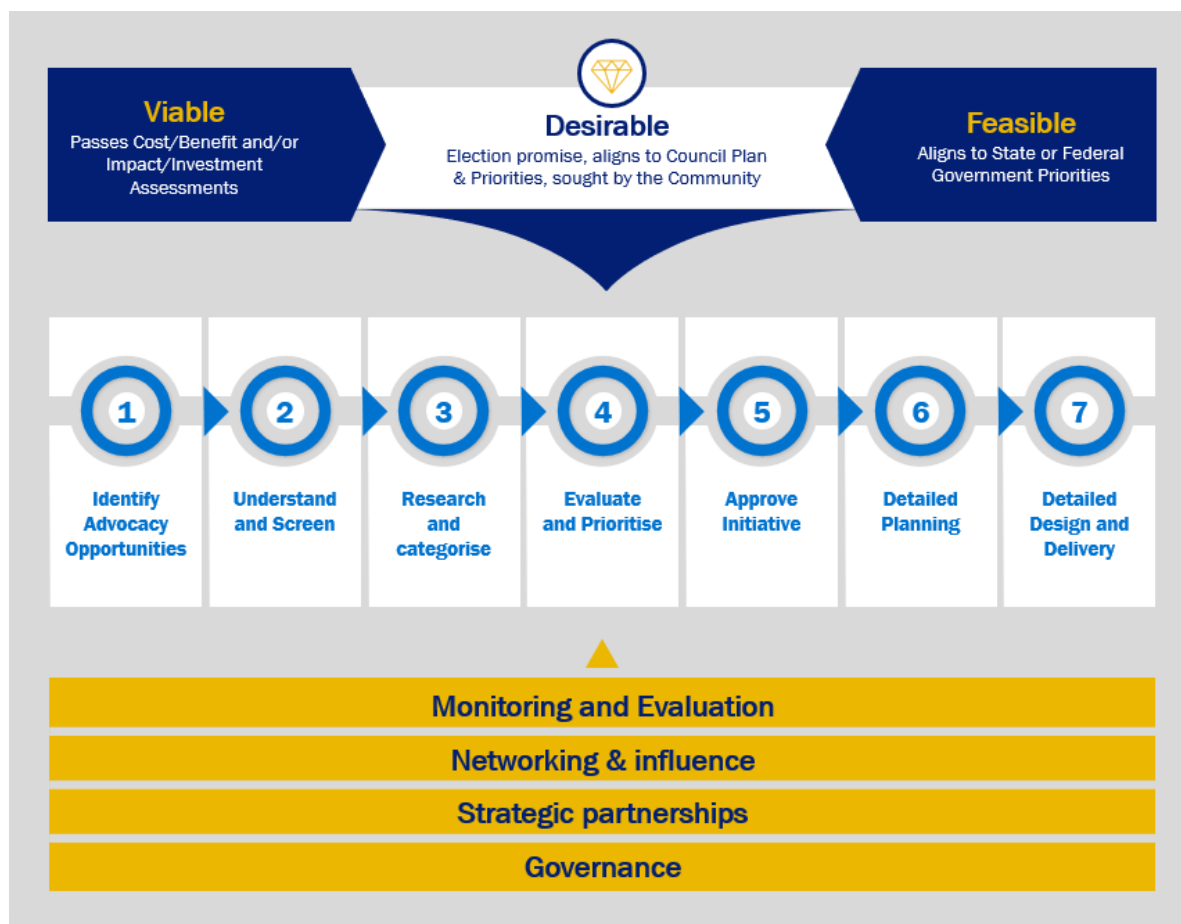 Viable
Passes Cost/Benefit and/or
Impact/Investment
Assessments
Desirable
Election promise, aligns to Council Plan
& Priorities, sought by the Community
Feasible
Aligns to State or Federal
Government Priorities
1
Identify
Advocacy
Opportunities
2
Understand
and Screen
3
Research
and
categorise
4
Evaluate
and Prioritise
5
Approve
Initiative
6
Detailed
Planning
7
Detailed
Design and
Delivery
Monitoring and Evaluation
Networking & influence
Strategic partnerships
Governance